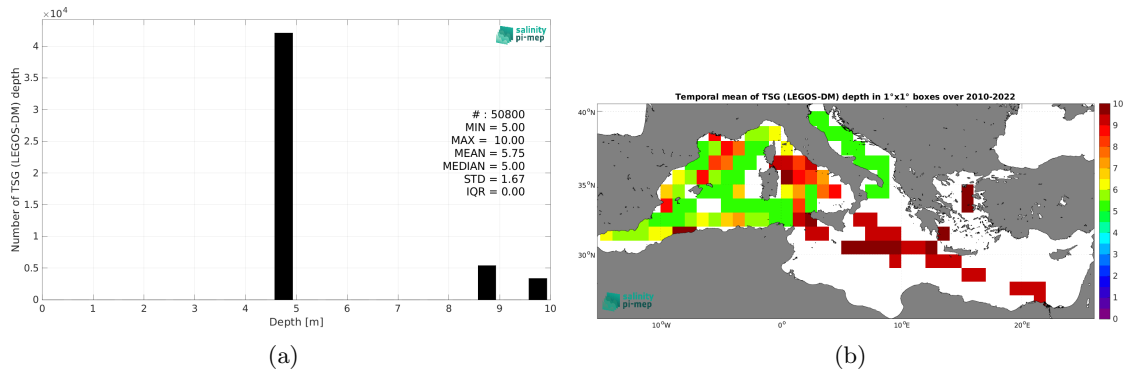 ×10⁴
4
3.5
3
2.5
2
1.5
1
0.5
0
Number of TSG (LEGOS-DM) depth
salinity
pi-mep
# : 50800
MIN = 5.00
MAX = 10.00
MEAN = 5.75
MEDIAN = 5.00
STD = 1.67
IQR = 0.00
0 1 2 3 4 5 6 7 8 9 10
Depth [m]
(a)
Temporal mean of TSG (LEGOS-DM) depth in 1°x1° boxes over 2010-2022
40°N
35°N
30°N
salinity
pi-mep
10°W 0° 10°E 20°E
10
9
8
7
6
5
4
3
2
1
0
(b)